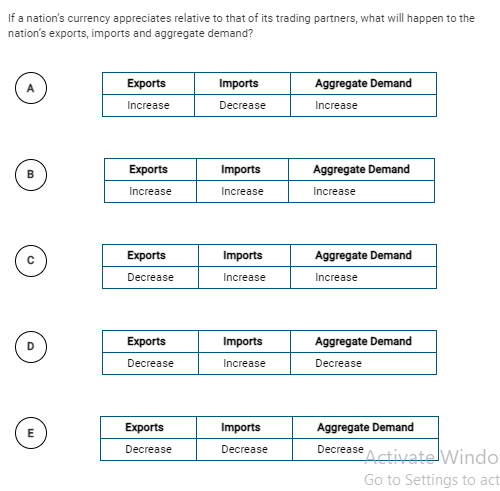 If a nation's currency appreciates relative to that of its trading partners, what will happen to the
nation's exports, imports and aggregate demand?
A
Exports Imports Aggregate Demand
Increase Decrease Increase
B
Exports Imports Aggregate Demand
Increase Increase Increase
C
Exports Imports Aggregate Demand
Decrease Increase Increase
D
Exports Imports Aggregate Demand
Decrease Increase Decrease
E
Exports Imports Aggregate Demand
Decrease Decrease Decrease
Activate Windo
Go to Settings to act